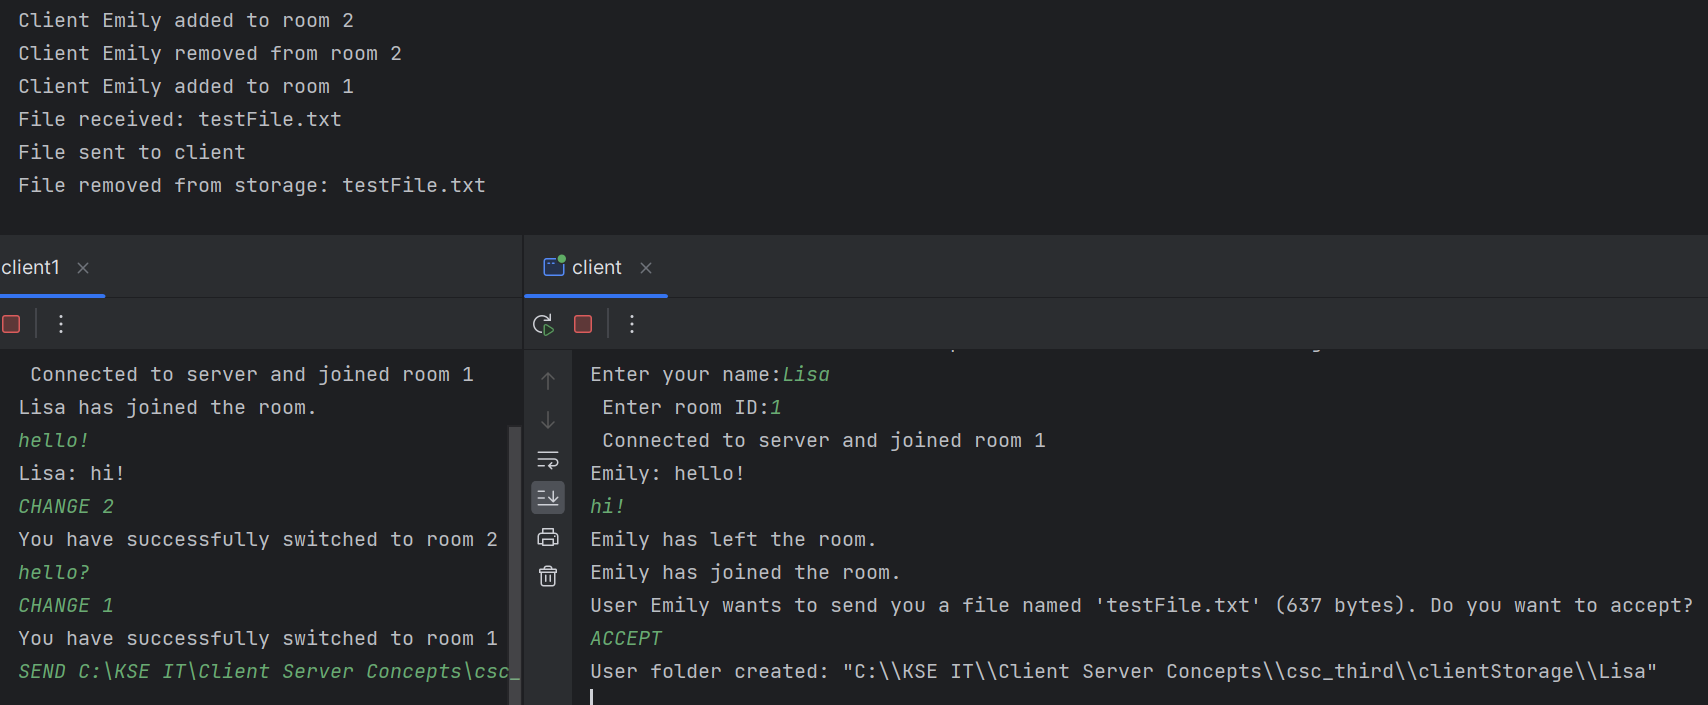 Client Emily added to room 2
Client Emily removed from room 2
Client Emily added to room 1
File received: testFile.txt
File sent to client
File removed from storage: testFile.txt
client1
Connected to server and joined room 1
Lisa has joined the room.
hello!
Lisa: hi!
CHANGE 2
You have successfully switched to room 2
hello?
CHANGE 1
You have successfully switched to room 1
SEND C:\KSE IT\Client Server Concepts\csc_
client
Enter your name:Lisa
Enter room ID:1
Connected to server and joined room 1
Emily: hello!
hi!
Emily has left the room.
Emily has joined the room.
User Emily wants to send you a file named 'testFile.txt' (637 bytes). Do you want to accept?
ACCEPT
User folder created: "C:\\KSE IT\\Client Server Concepts\\csc_third\\clientStorage\\Lisa"